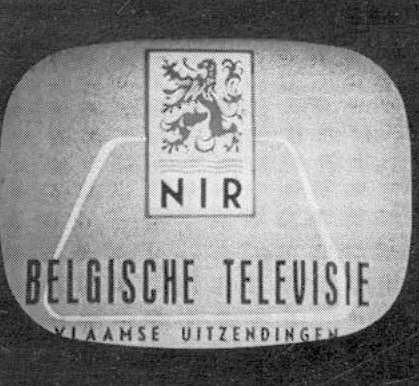 NIR
BELGISCHE TELEVISIE
VLAAMSE UITZENDINGEN